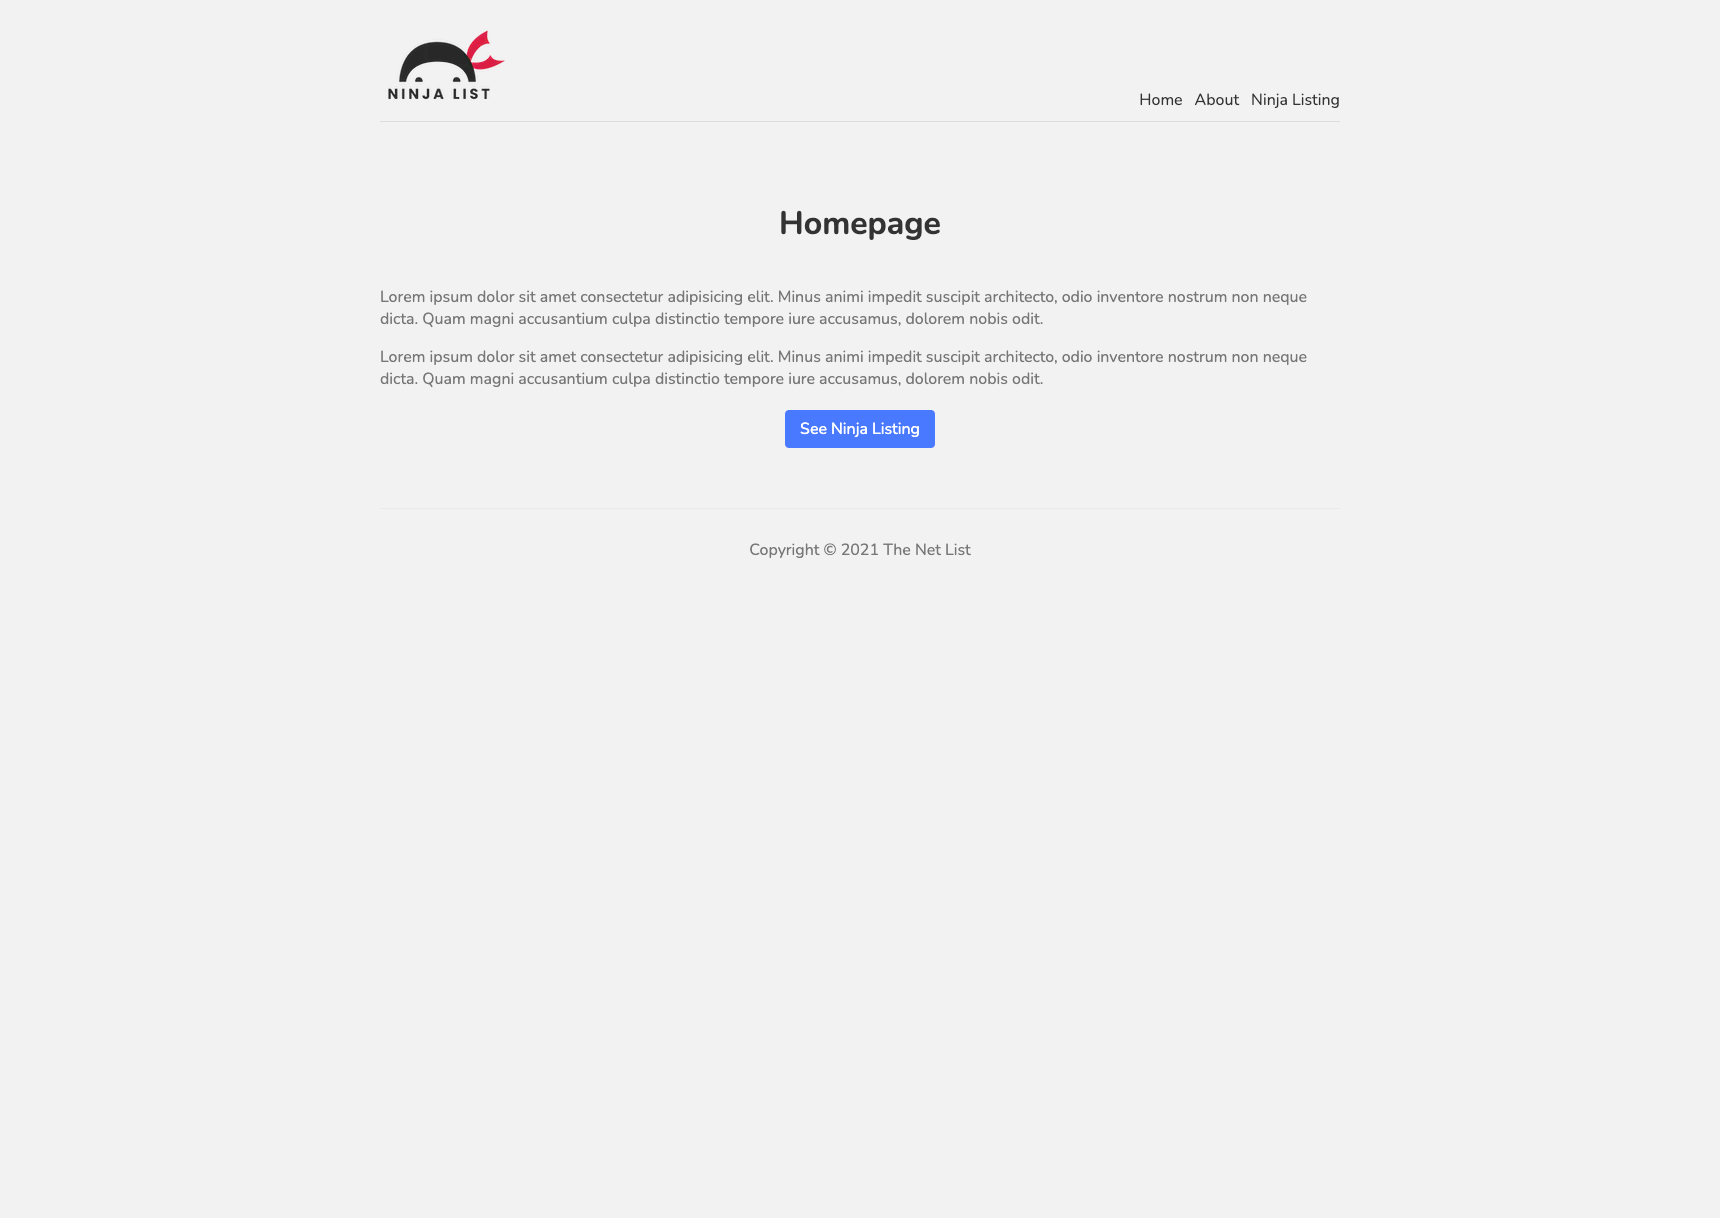 NINJA LIST
Home About Ninja Listing
Homepage
Lorem ipsum dolor sit amet consectetur adipisicing elit. Minus animi impedit suscipit architecto, odio inventore nostrum non neque
dicta. Quam magni accusantium culpa distinctio tempore iure accusamus, dolorem nobis odit.
Lorem ipsum dolor sit amet consectetur adipisicing elit. Minus animi impedit suscipit architecto, odio inventore nostrum non neque
dicta. Quam magni accusantium culpa distinctio tempore iure accusamus, dolorem nobis odit.
See Ninja Listing
Copyright © 2021 The Net List